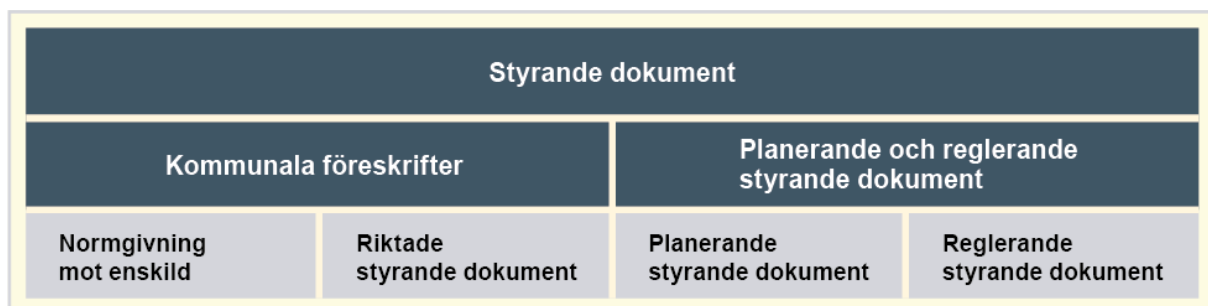 Styrande dokument
Kommunala föreskrifter
Planerande och reglerande
styrande dokument
Normgivning
mot enskild
Riktade
styrande dokument
Planerande
styrande dokument
Reglerande
styrande dokument